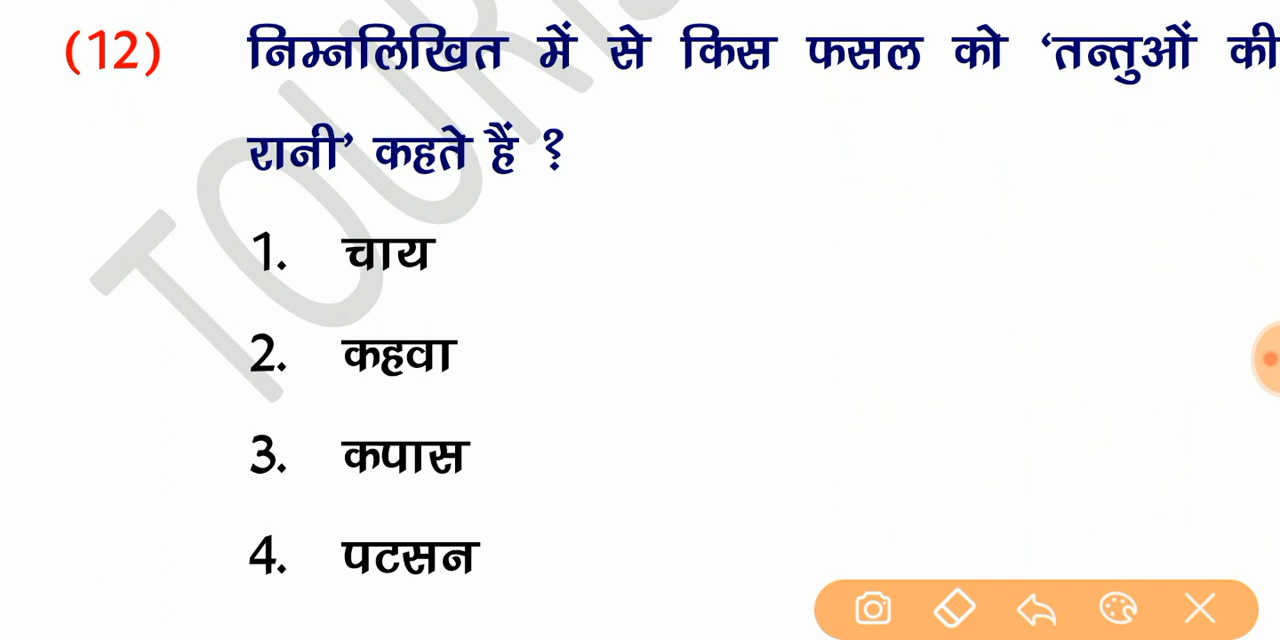 (12) निम्नलिखित में से किस फसल को ‘तन्तुओं की
रानी’ कहते हैं ?
1. चाय
2. कहवा
3. कपास
4. पटसन